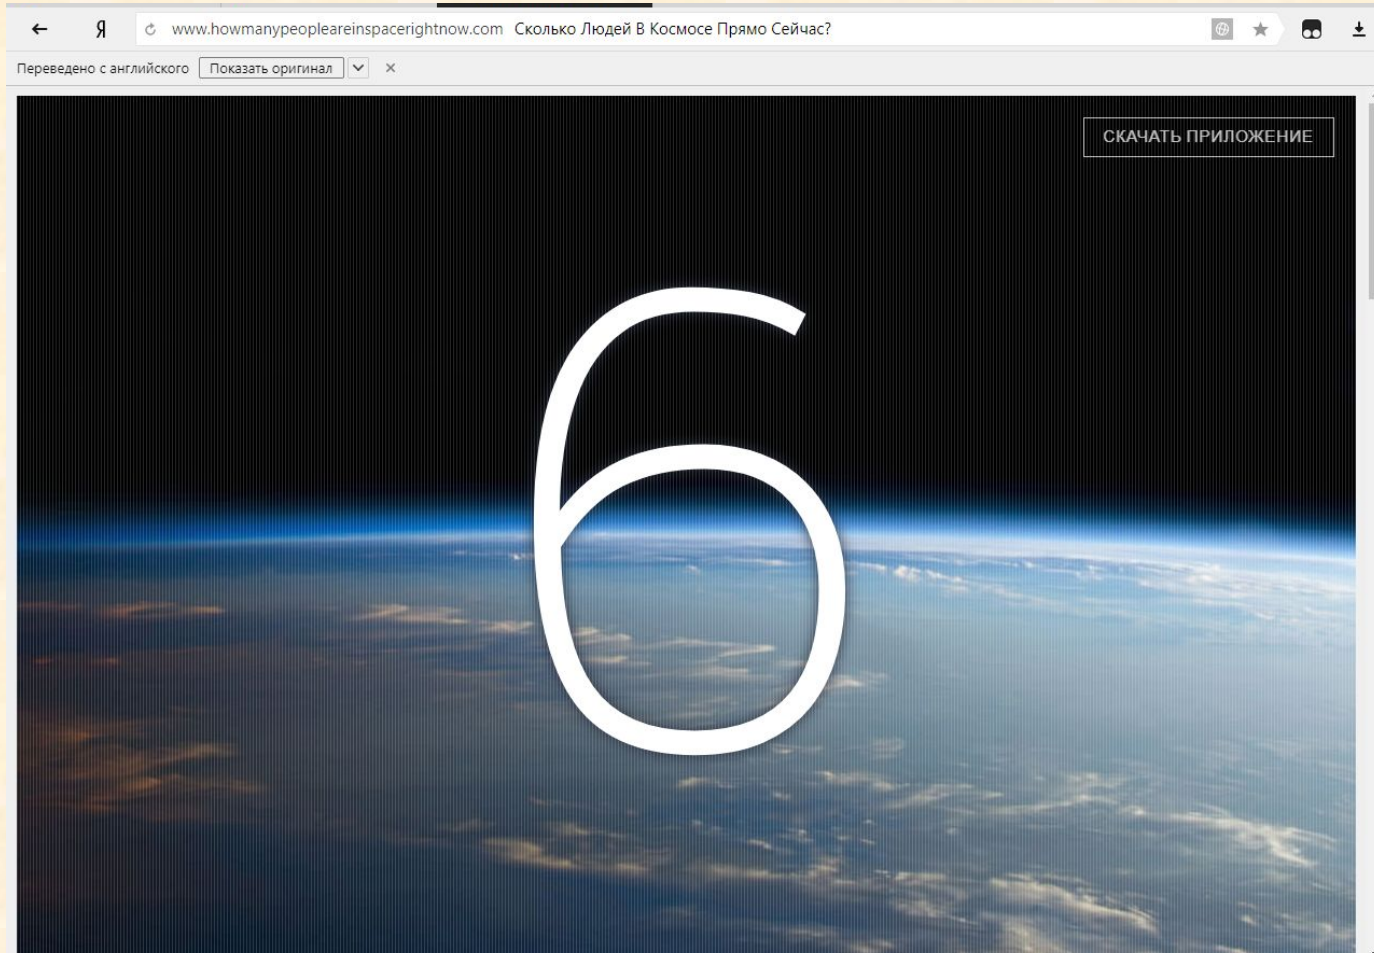 Я www.howmanypeopleareinspacerightnow.com Сколько Людей В Космосе Прямо Сейчас?
Переведено с английского Показать оригинал
СКАЧАТЬ ПРИЛОЖЕНИЕ
6